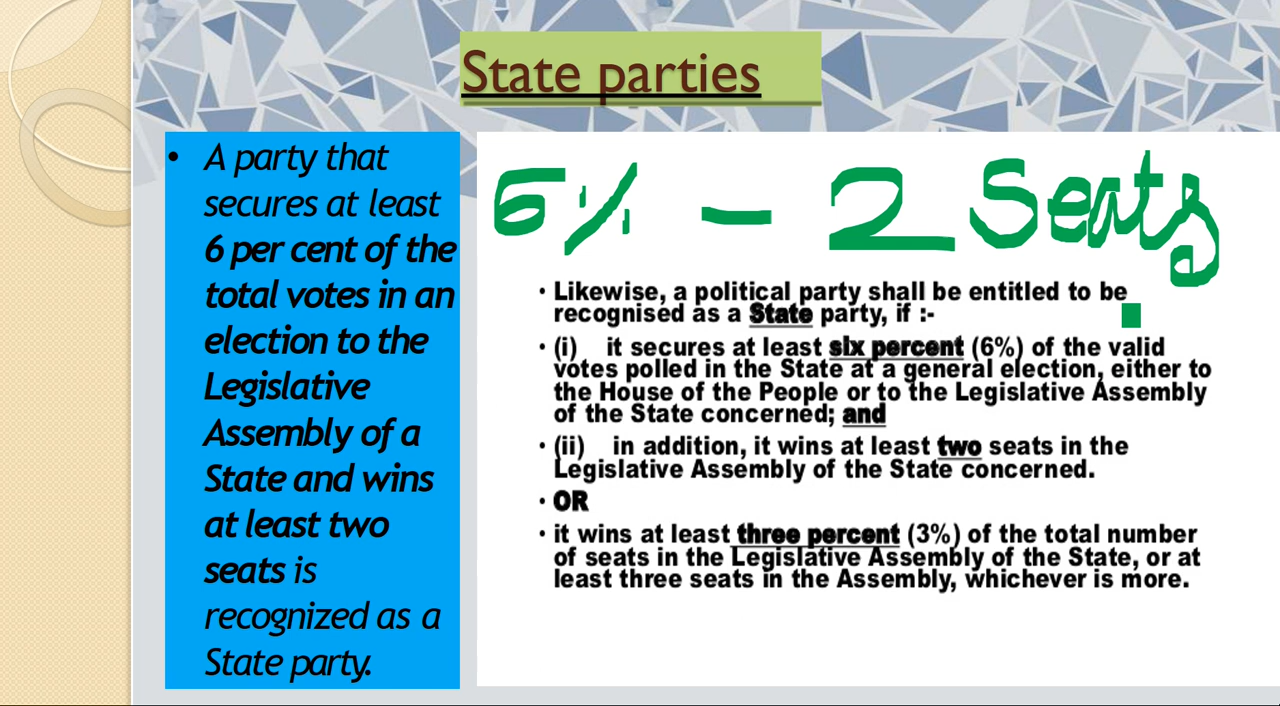 State parties
• A party that
secures at least
6 per cent of the
total votes in an
election to the
Legislative
Assembly of a
State and wins
at least two
seats is
recognized as a
State party.
6% - 2 Seats
• Likewise, a political party shall be entitled to be
recognised as a State party, if :-
• (i) it secures at least six percent (6%) of the valid
votes polled in the State at a general election, either to
the House of the People or to the Legislative Assembly
of the State concerned; and
• (ii) in addition, it wins at least two seats in the
Legislative Assembly of the State concerned.
• OR
• it wins at least three percent (3%) of the total number
of seats in the Legislative Assembly of the State, or at
least three seats in the Assembly, whichever is more.